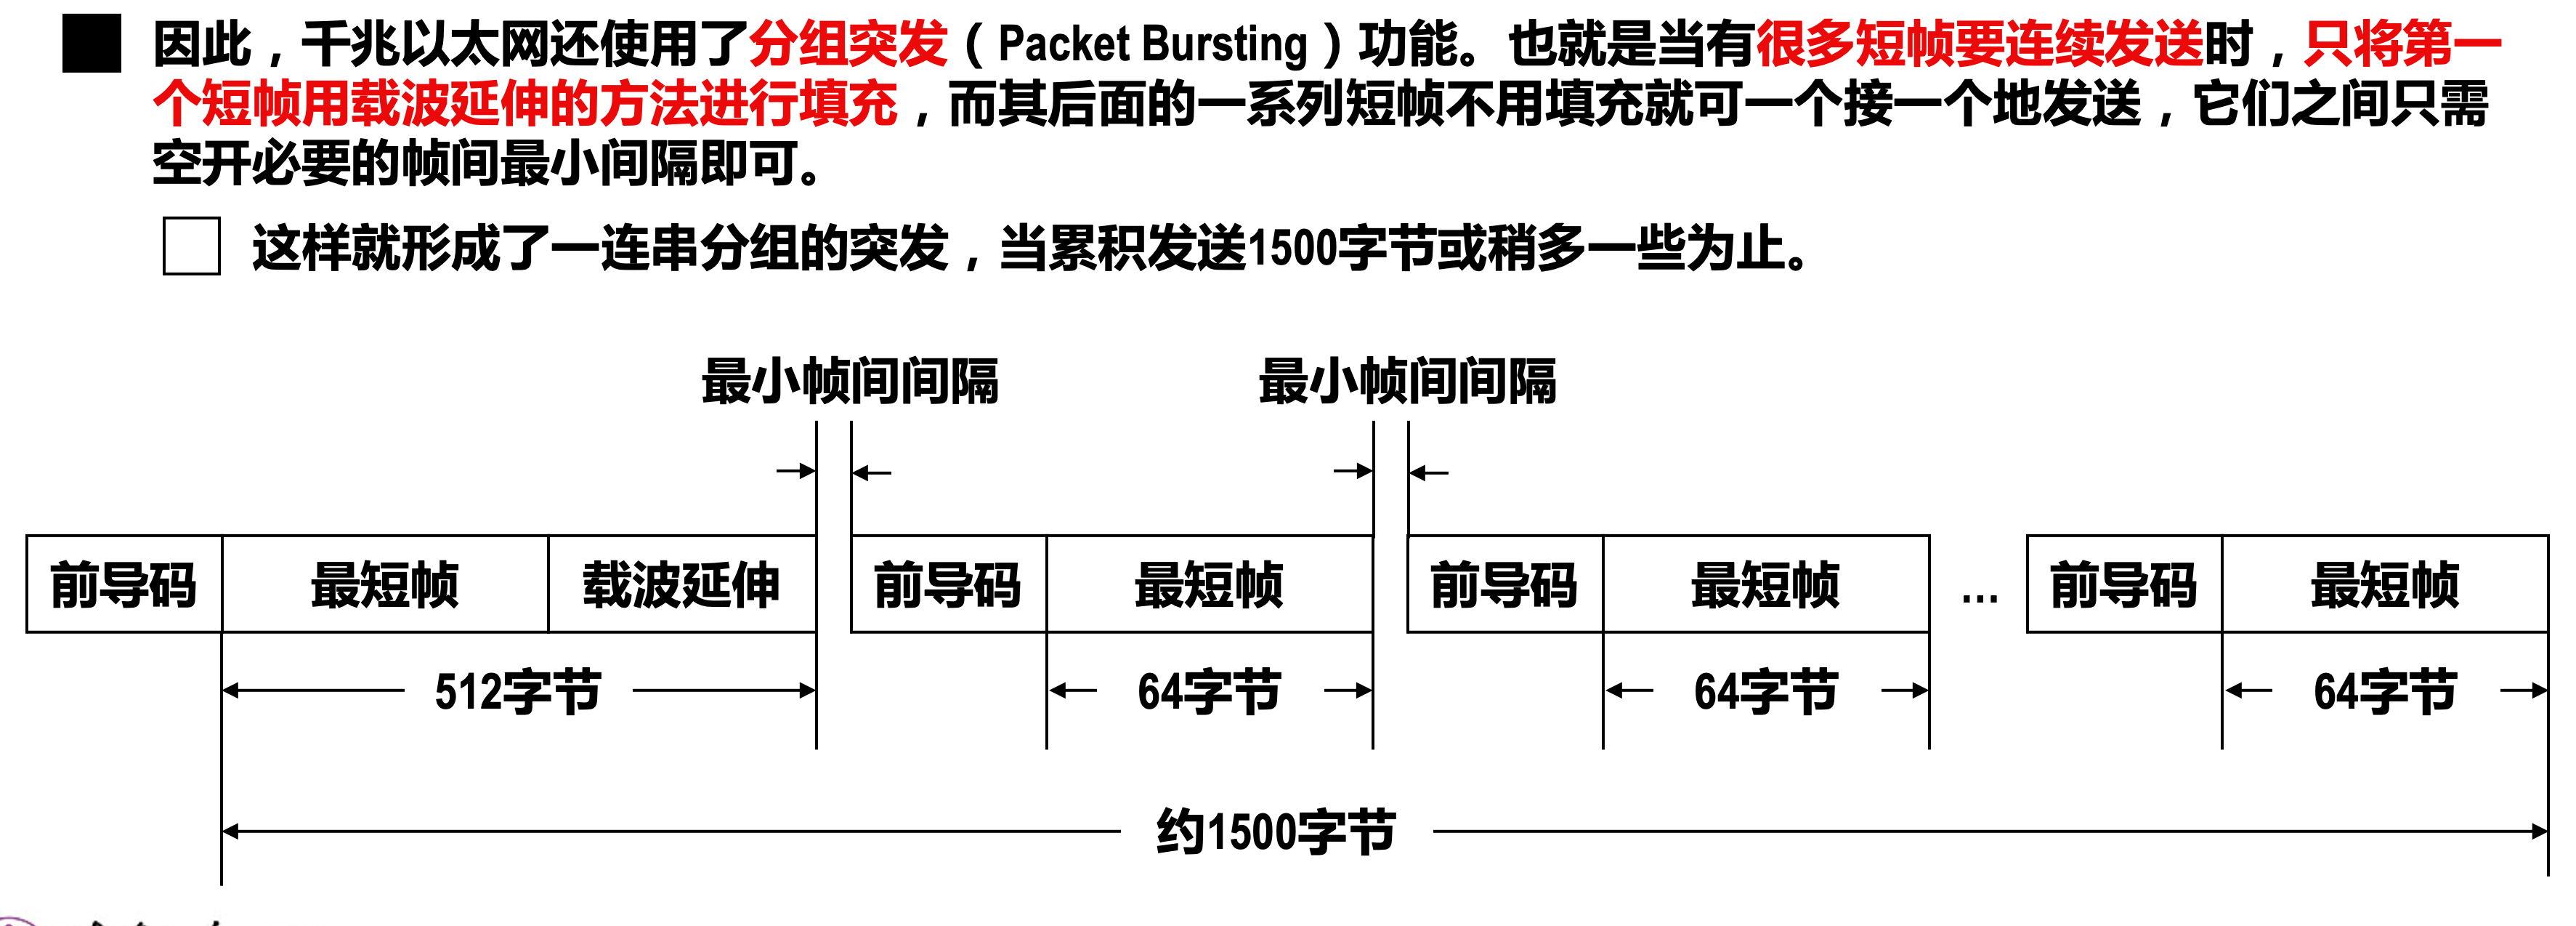 因此，千兆以太网还使用了分组突发（Packet Bursting）功能。也就是当有很多短帧要连续发送时，只将第一
个短帧用载波延伸的方法进行填充，而其后面的一系列短帧不用填充就可一个接一个地发送，它们之间只需
空开必要的帧间最小间隔即可。
这样就形成了一连串分组的突发，当累积发送1500字节或稍多一些为止。
最小帧间间隔 最小帧间间隔
前导码 最短帧 载波延伸 前导码 最短帧 前导码 最短帧 … 前导码 最短帧
512字节 64字节 64字节 64字节
约1500字节